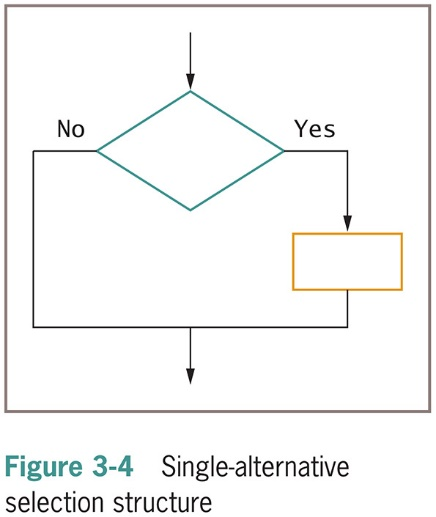 No Yes
Figure 3-4 Single-alternative
selection structure